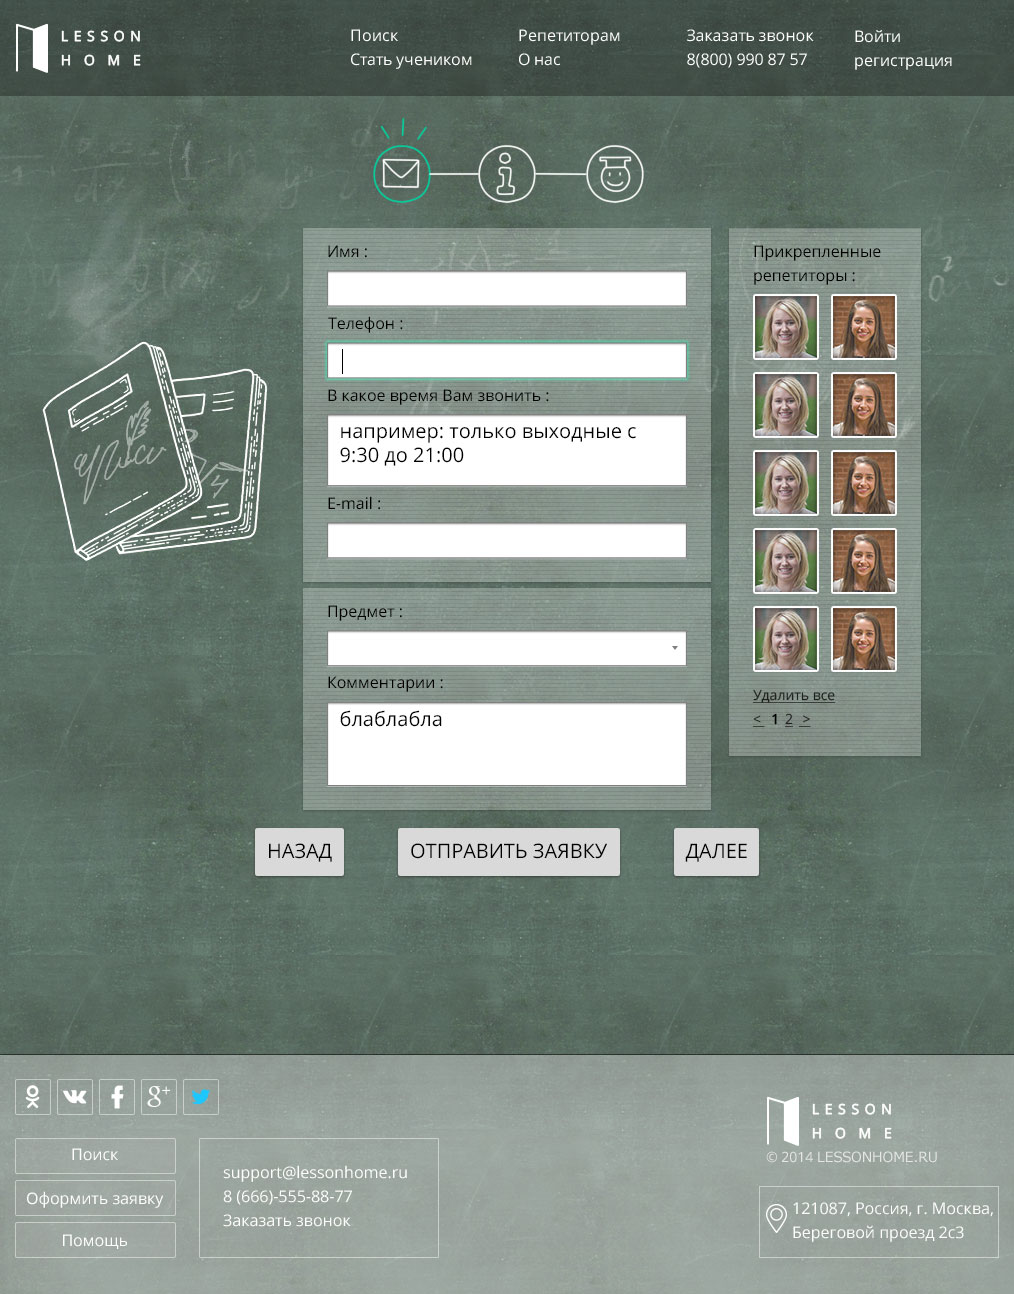 LESSON
HOME
Поиск
Стать учеником
Репетиторам
О нас
Заказать звонок
8(800) 990 87 57
Войти
регистрация
Имя :
Телефон :
В какое время Вам звонить :
например: только выходные с
9:30 до 21:00
E-mail :
Предмет :
Комментарии :
блаблабла
Прикрепленные
репетиторы :
Удалить все
< 1 2 >
НАЗАД
ОТПРАВИТЬ ЗАЯВКУ
ДАЛЕЕ
g+
Поиск
Оформить заявку
Помощь
support@lessonhome.ru
8 (666)-555-88-77
Заказать звонок
LESSON
HOME
© 2014 LESSONHOME.RU
121087, Россия, г. Москва,
Береговой проезд 2с3